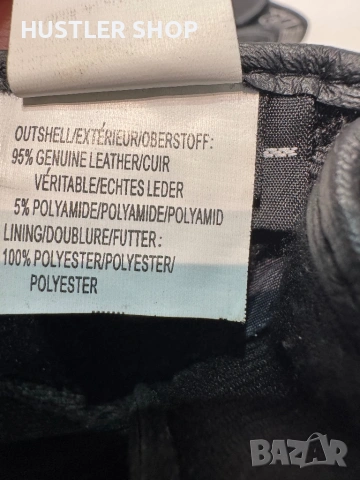 HUSTLER SHOP
OUTSHELL/EXTÉRIEUR/OBERSTOFF:
95% GENUINE LEATHER/CUIR
VÉRITABLE/ECHTES LEDER
5% POLYAMIDE/POLYAMIDE/POLYAMID
LINING/DOUBLURE/FUTTER:
100% POLYESTER/POLYESTER/
POLYESTER
BAZAR